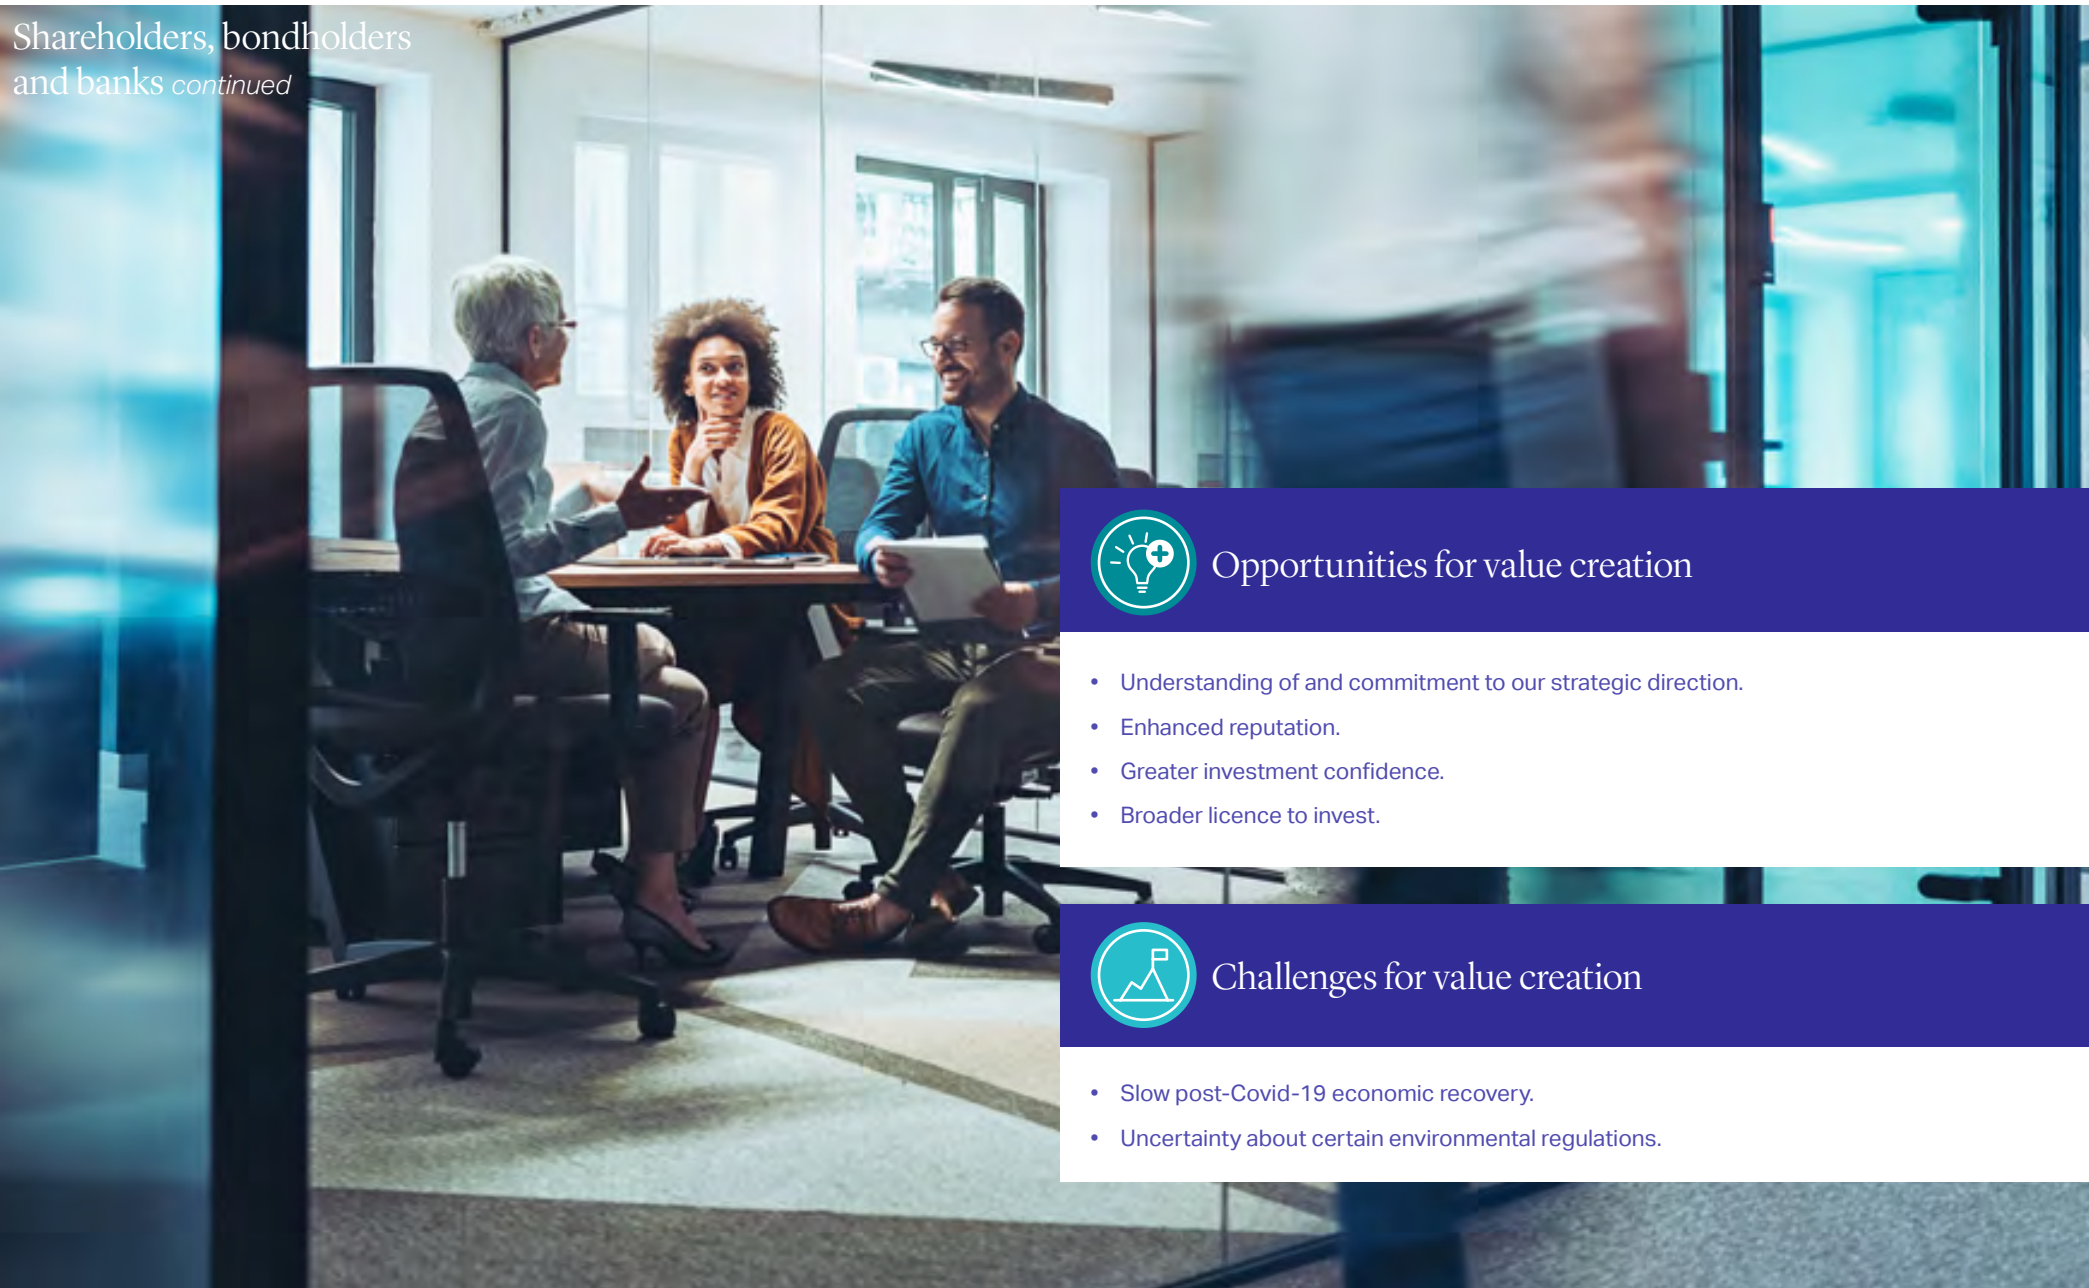 Shareholders, bondholders
and banks continued
Opportunities for value creation
• Understanding of and commitment to our strategic direction.
• Enhanced reputation.
• Greater investment confidence.
• Broader licence to invest.
Challenges for value creation
• Slow post-Covid-19 economic recovery.
• Uncertainty about certain environmental regulations.